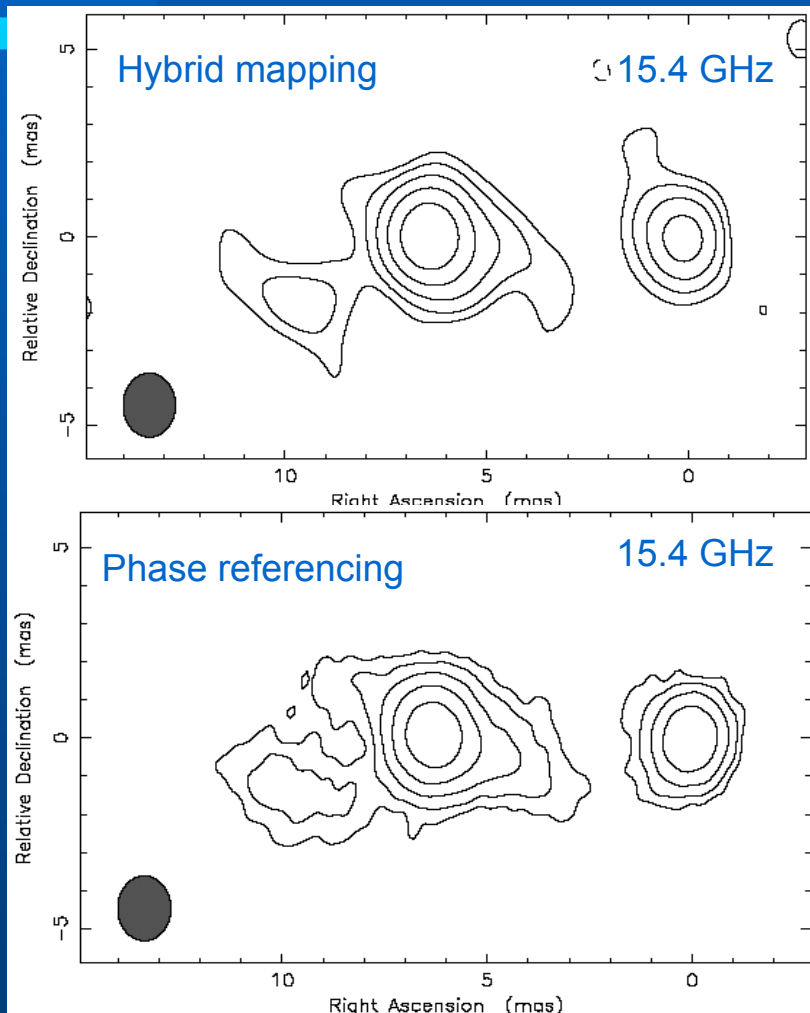 Hybrid mapping
15.4 GHz
Relative Declination (mas)
5
0
-5
10
5
0
Right Ascension (mas)
Phase referencing
15.4 GHz
Relative Declination (mas)
5
0
-5
10
5
0
Right Ascension (mas)